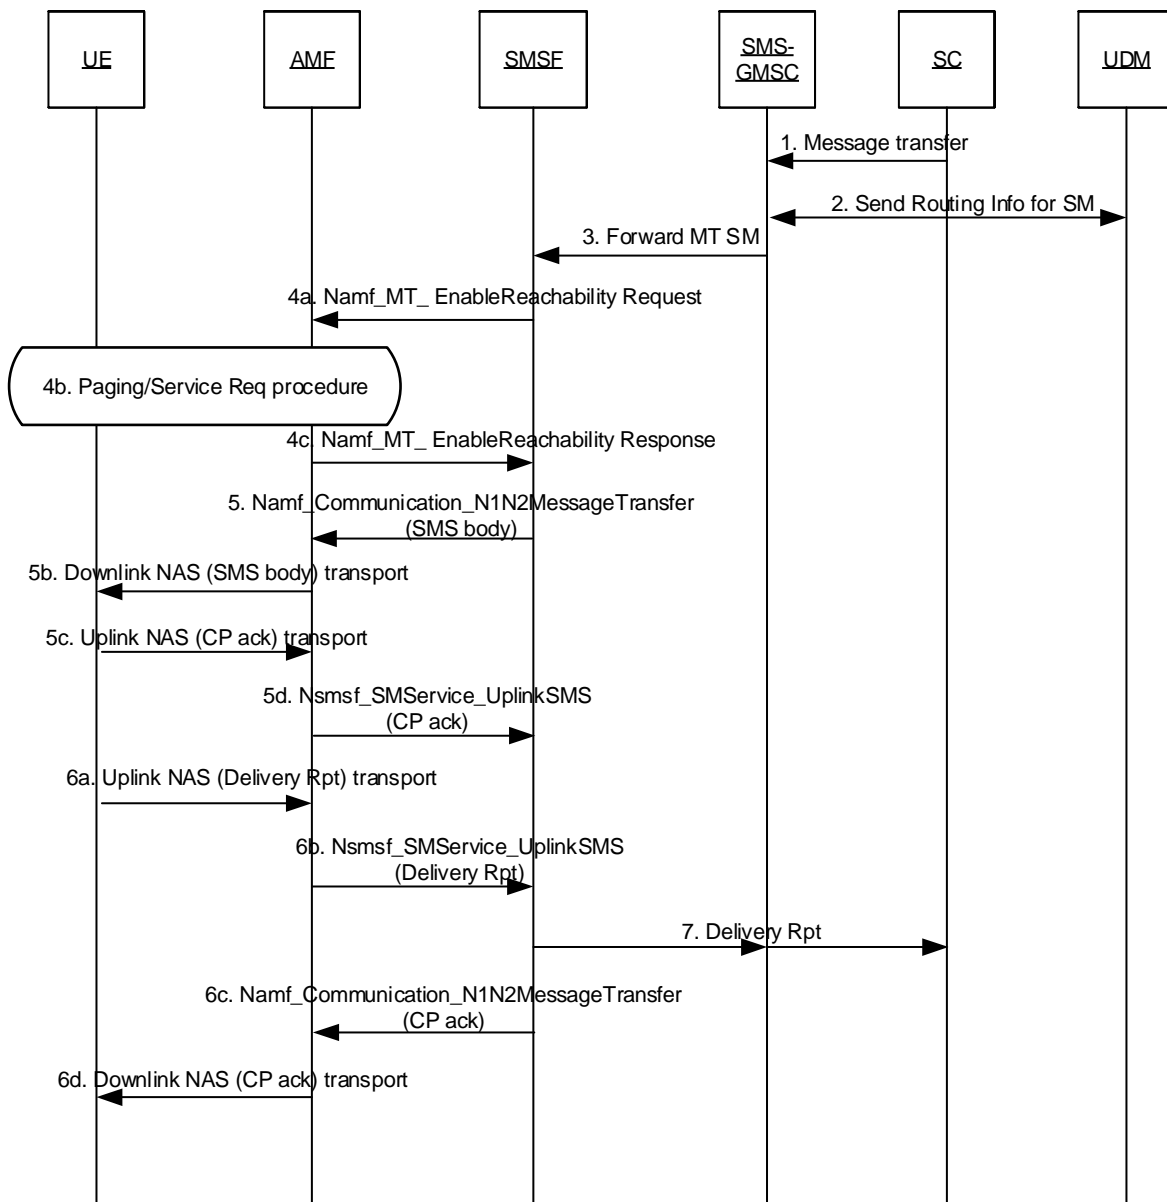 UE
AMF
SMSF
SMS-
GMSC
SC
UDM
1. Message transfer
2. Send Routing Info for SM
3. Forward MT SM
4a. Namf_MT_ EnableReachability Request
4b. Paging/Service Req procedure
4c. Namf_MT_ EnableReachability Response
5. Namf_Communication_N1N2MessageTransfer
(SMS body)
5b. Downlink NAS (SMS body) transport
5c. Uplink NAS (CP ack) transport
5d. Nsmsf_SMService_UplinkSMS
(CP ack)
6a. Uplink NAS (Delivery Rpt) transport
6b. Nsmsf_SMService_UplinkSMS
(Delivery Rpt)
7. Delivery Rpt
6c. Namf_Communication_N1N2MessageTransfer
(CP ack)
6d. Downlink NAS (CP ack) transport